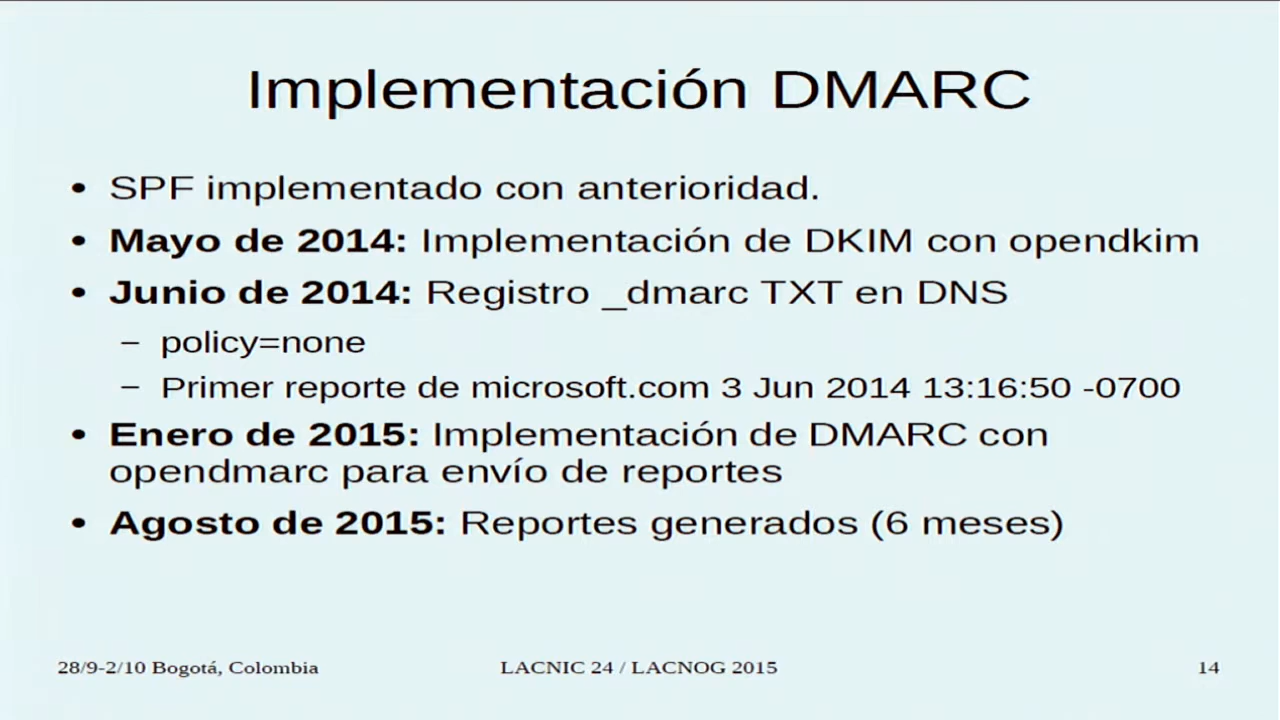 Implementación DMARC
• SPF implementado con anterioridad.
• Mayo de 2014: Implementación de DKIM con opendkim
• Junio de 2014: Registro _dmarc TXT en DNS
– policy=none
– Primer reporte de microsoft.com 3 Jun 2014 13:16:50 -0700
• Enero de 2015: Implementación de DMARC con
opendmarc para envío de reportes
• Agosto de 2015: Reportes generados (6 meses)
28/9-2/10 Bogotá, Colombia
LACNIC 24 / LACNOG 2015
14